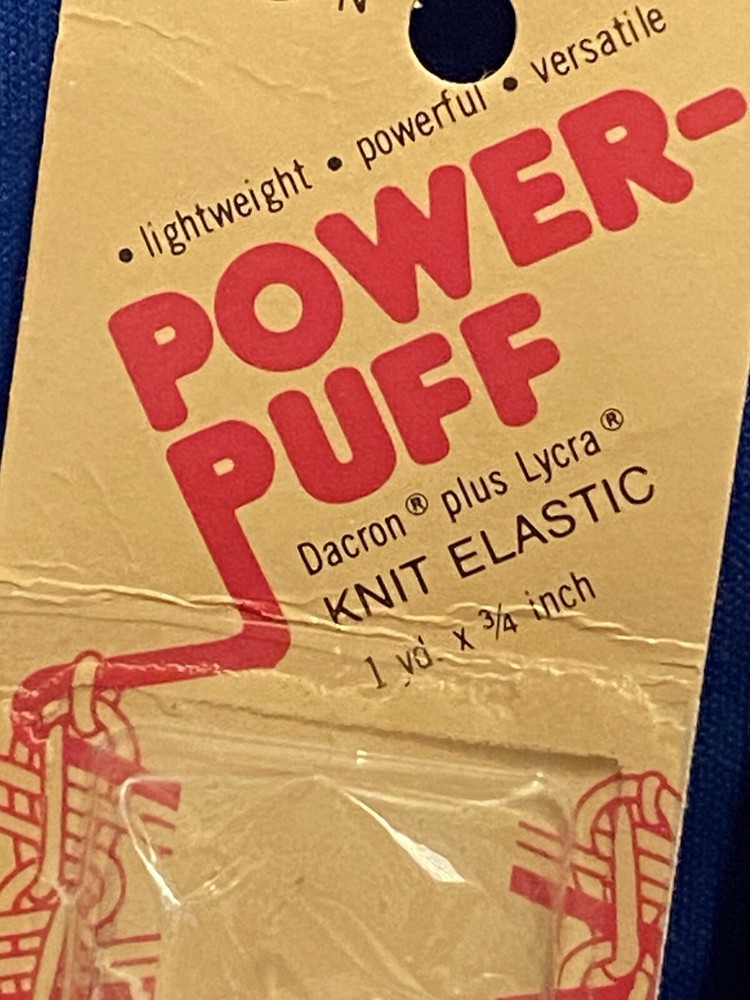 • lightweight • powerful • versatile
POWER-
PUFF
Dacron® plus Lycra®
KNIT ELASTIC
1 yd. x 3/4 inch